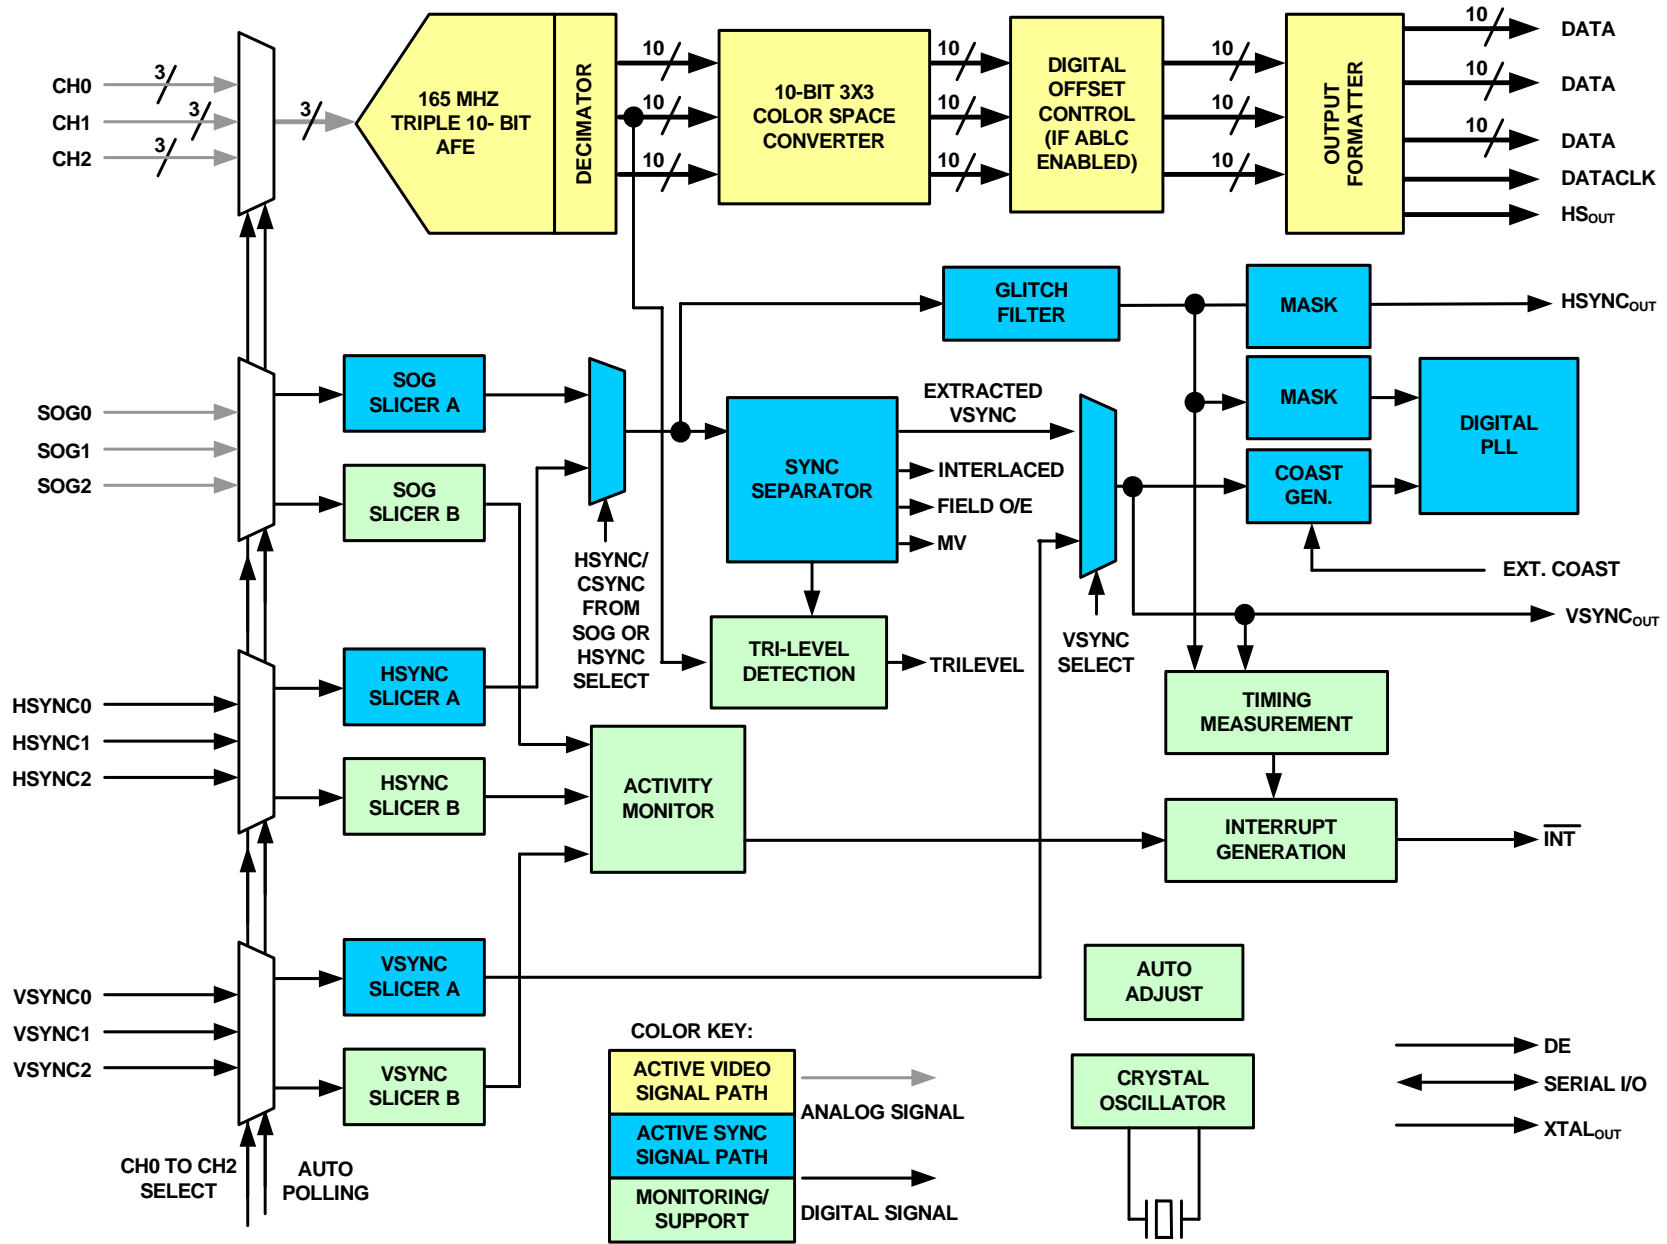 CH0
CH1
CH2
3
3
3
3
165 MHZ
TRIPLE 10- BIT
AFE
DECIMATOR
10
10
10
10-BIT 3X3
COLOR SPACE
CONVERTER
10
10
10
DIGITAL
OFFSET
CONTROL
(IF ABLC
ENABLED)
10
10
10
OUTPUT
FORMATTER
10
10
10
DATA
DATA
DATA
DATACLK
HSOUT
GLITCH
FILTER
MASK
HSYNCOUT
SOG0
SOG1
SOG2
SOG
SLICER A
SOG
SLICER B
HSYNC/
CSYNC
FROM
SOG OR
HSYNC
SELECT
SYNC
SEPARATOR
EXTRACTED
VSYNC
INTERLACED
FIELD O/E
MV
MASK
COAST
GEN.
DIGITAL
PLL
EXT. COAST
VSYNCOUT
VSYNC
SELECT
TRI-LEVEL
DETECTION
TRILEVEL
HSYNC0
HSYNC1
HSYNC2
HSYNC
SLICER A
HSYNC
SLICER B
ACTIVITY
MONITOR
TIMING
MEASUREMENT
INTERRUPT
GENERATION
INT
VSYNC0
VSYNC1
VSYNC2
VSYNC
SLICER A
VSYNC
SLICER B
CH0 TO CH2
SELECT
AUTO
POLLING
COLOR KEY:
ACTIVE VIDEO
SIGNAL PATH
ACTIVE SYNC
SIGNAL PATH
MONITORING/
SUPPORT
ANALOG SIGNAL
DIGITAL SIGNAL
AUTO
ADJUST
CRYSTAL
OSCILLATOR
DE
SERIAL I/O
XTALOUT